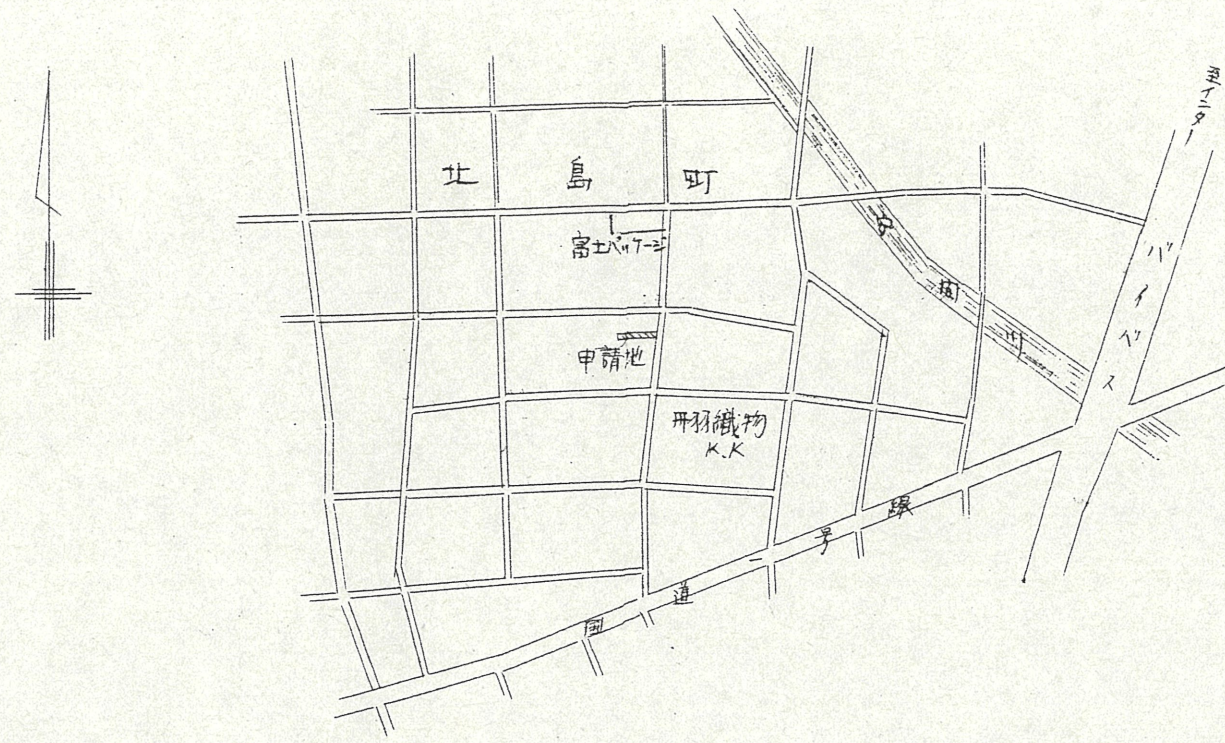 至インター
北島町
安間川
富士パッケージ
バイパス
申請地
丹羽織物
K.K
国道一号線